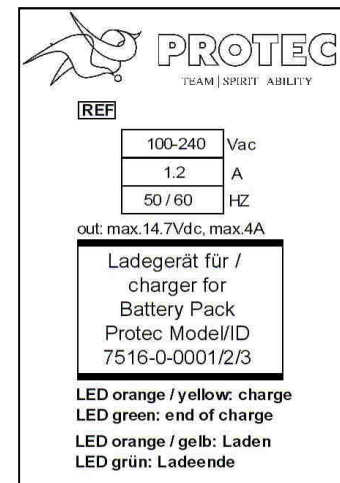 PROTEC
TEAM | SPIRIT ABILITY
REF
100-240 Vac
1.2 A
50 / 60 HZ
out: max.14.7Vdc, max.4A
Ladegerät für /
charger for
Battery Pack
Protec Model/ID
7516-0-0001/2/3
LED orange / yellow: charge
LED green: end of charge
LED orange / gelb: Laden
LED grün: Ladeende